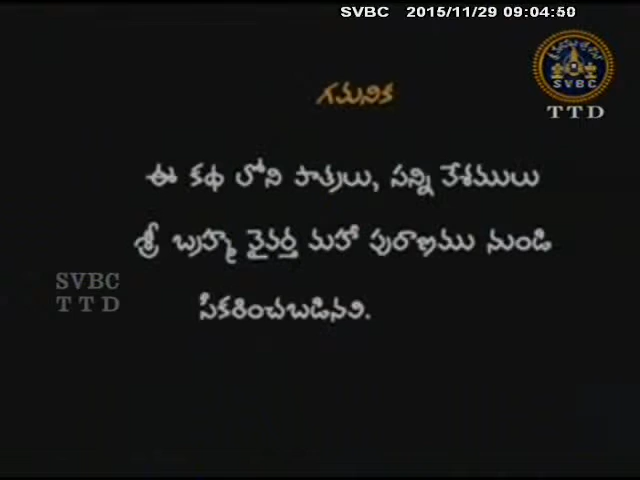 SVBC 2015/11/29 09:04:50
SVBC
TTD
గమనిక
ఈ కథ లోని పాత్రలు, సన్ని వేశములు
శ్రీ బ్రహ్మ వైవర్త మహా పురాణము నుండి
సేకరించబడినవి.
SVBC
TTD